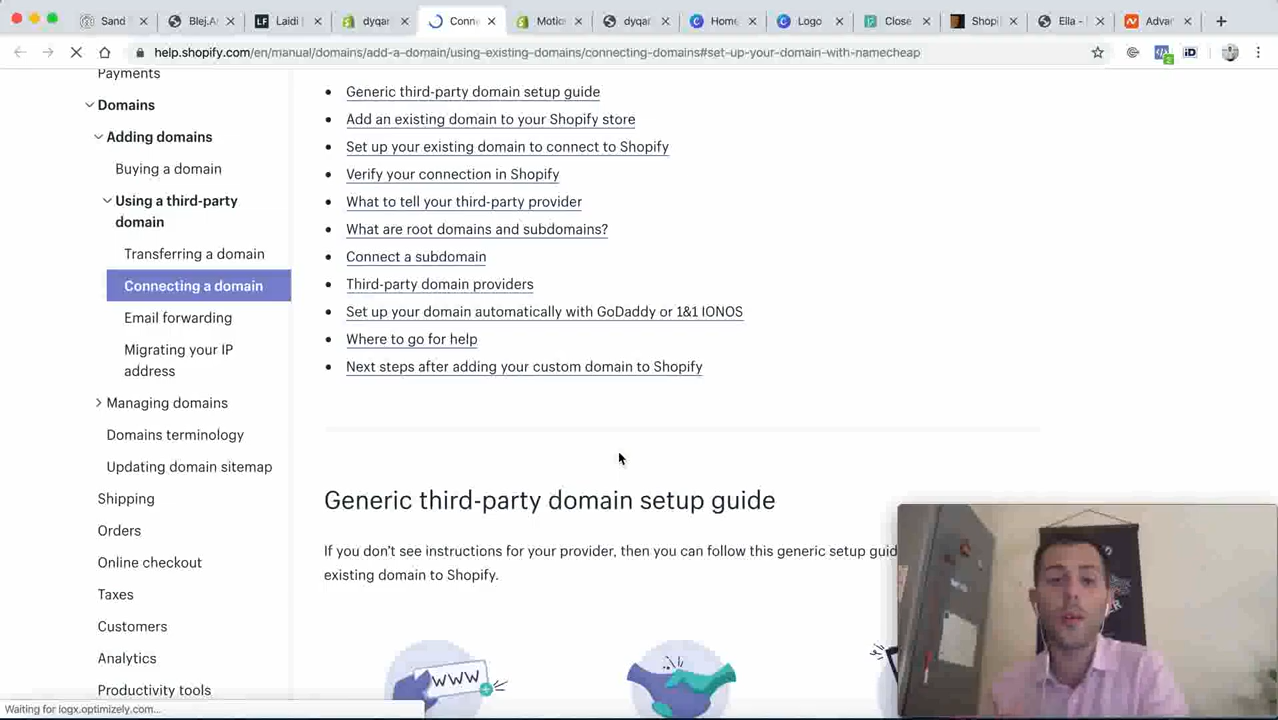 Sand
Blej.A
Laidi
dyqar
Conn
Motio
dyqar
Home
Logo
Close
Shopi
Ella -
Advar
help.shopify.com/en/manual/domains/add-a-domain/using-existing-domains/connecting-domains#set-up-your-domain-with-namecheap
Payments
Domains
Adding domains
Buying a domain
Using a third-party
domain
Transferring a domain
Connecting a domain
Email forwarding
Migrating your IP
address
Managing domains
Domains terminology
Updating domain sitemap
Shipping
Orders
Online checkout
Taxes
Customers
Analytics
Productivity tools
Generic third-party domain setup guide
Add an existing domain to your Shopify store
Set up your existing domain to connect to Shopify
Verify your connection in Shopify
What to tell your third-party provider
What are root domains and subdomains?
Connect a subdomain
Third-party domain providers
Set up your domain automatically with GoDaddy or 1&1 IONOS
Where to go for help
Next steps after adding your custom domain to Shopify
Generic third-party domain setup guide
If you don't see instructions for your provider, then you can follow this generic setup guid
existing domain to Shopify.
WWW
Waiting for logx.optimizely.com...